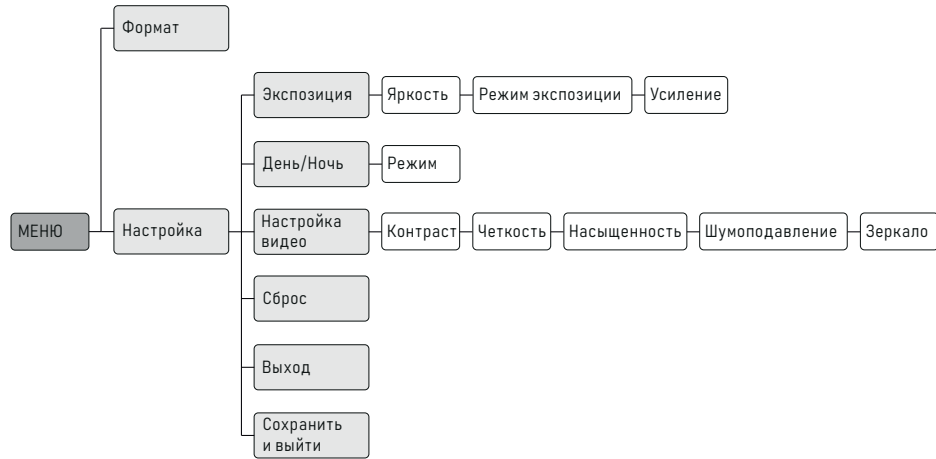 Формат
Экспозиция
Яркость
Режим экспозиции
Усиление
День/Ночь
Режим
МЕНЮ
Настройка
Настройка
видео
Контраст
Четкость
Насыщенность
Шумоподавление
Зеркало
Сброс
Выход
Сохранить
и выйти